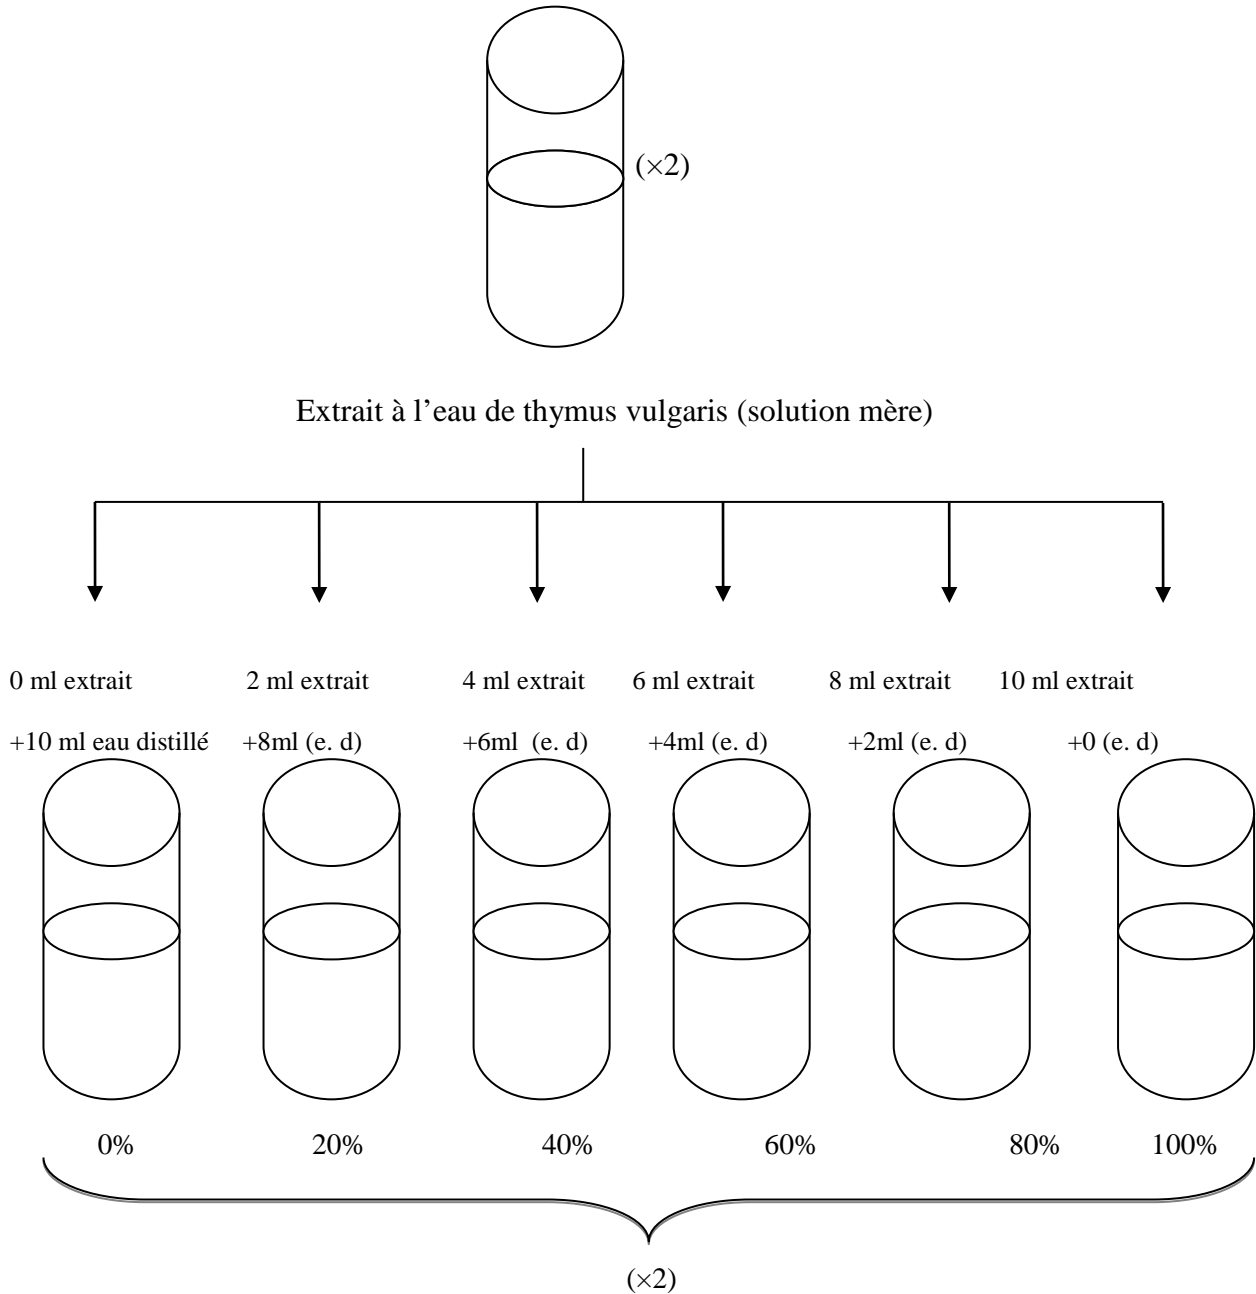 (×2)
Extrait à l’eau de thymus vulgaris (solution mère)
0 ml extrait 2 ml extrait 4 ml extrait 6 ml extrait 8 ml extrait 10 ml extrait
+10 ml eau distillé +8ml (e. d) +6ml (e. d) +4ml (e. d) +2ml (e. d) +0 (e. d)
0% 20% 40% 60% 80% 100%
(×2)